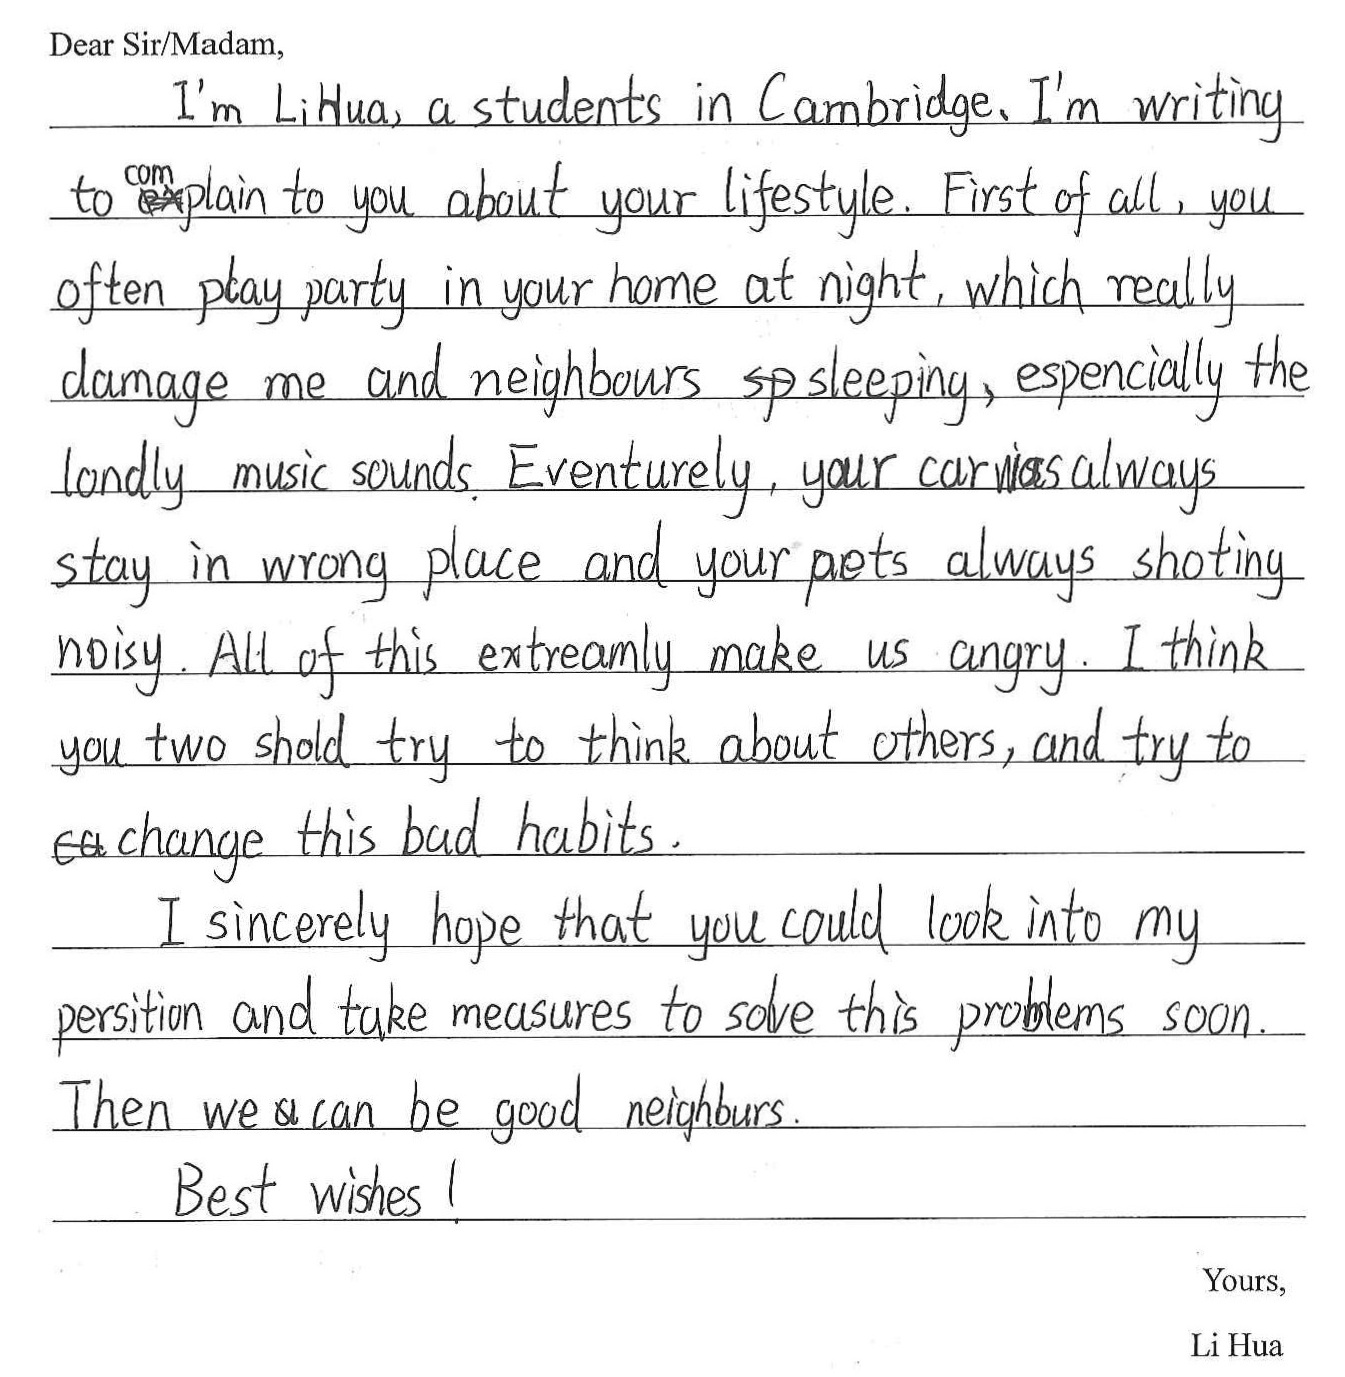 Dear Sir/Madam,
I'm LiHua, a students in Cambridge. I'm writing
to complain to you about your lifestyle. First of all, you
often play party in your home at night, which really
damage me and neighbours sleeping, espencially the
londly music sounds. Eventurely, your car always
stay in wrong place and your pets always shoting
noisy. All of this extreamly make us angry. I think
you two shold try to think about others, and try to
change this bad habits.
I sincerely hope that you could look into my
persition and take measures to solve this problems soon.
Then we can be good neighburs.
Best wishes!
Yours,
Li Hua